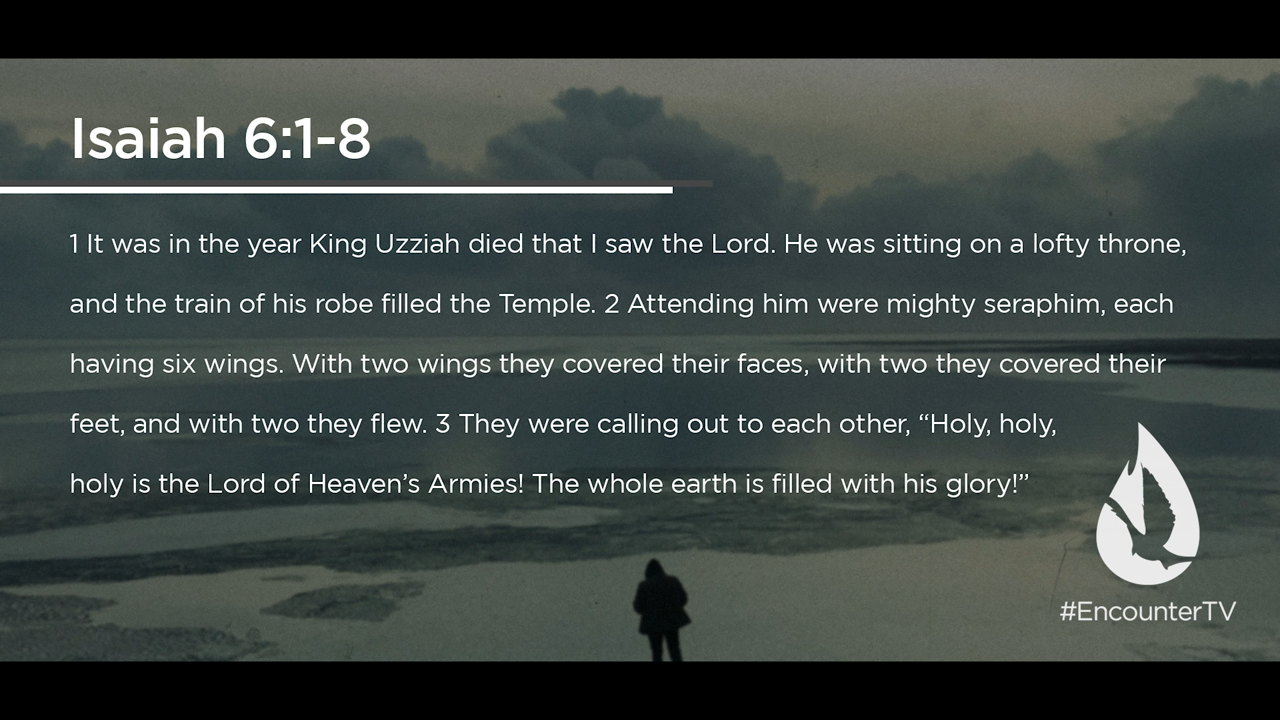 Isaiah 6:1-8
1 It was in the year King Uzziah died that I saw the Lord. He was sitting on a lofty throne,
and the train of his robe filled the Temple. 2 Attending him were mighty seraphim, each
having six wings. With two wings they covered their faces, with two they covered their
feet, and with two they flew. 3 They were calling out to each other, “Holy, holy,
holy is the Lord of Heaven’s Armies! The whole earth is filled with his glory!”
#EncounterTV